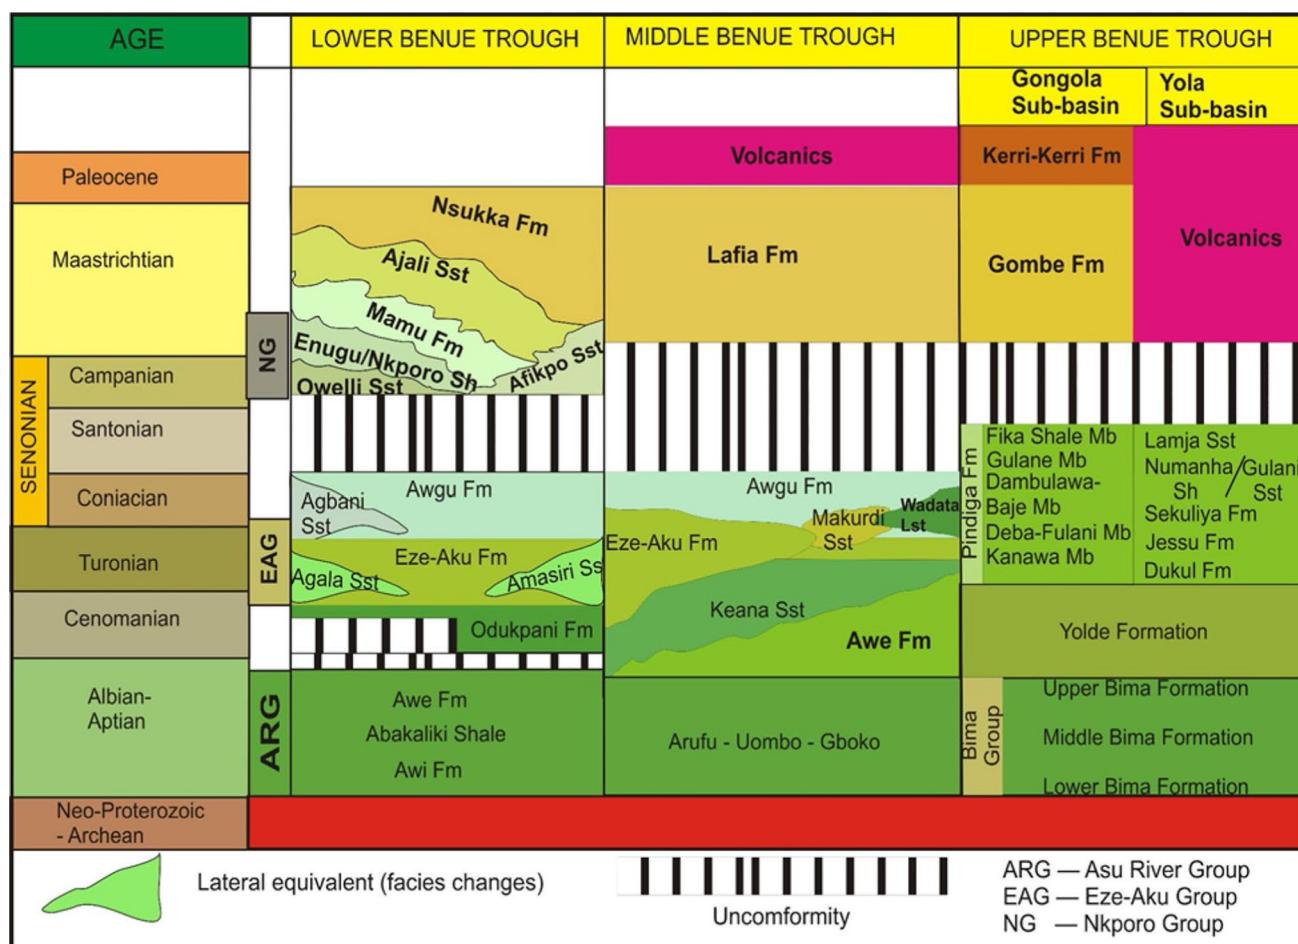 AGE
LOWER BENUE TROUGH
MIDDLE BENUE TROUGH
UPPER BENUE TROUGH
Gongola
Sub-basin
Yola
Sub-basin
Paleocene
Maastrichtian
SENONIAN
Campanian
Santonian
Coniacian
Turonian
Cenomanian
Albian-
Aptian
Neo-Proterozoic
- Archean
NG
EAG
ARG
Nsukka Fm
Ajali Sst
Mamu Fm
Enugu/Nkporo Sh
Afikpo Sst
Owelli Sst
Awgu Fm
Agbani
Sst
Eze-Aku Fm
Agala Sst
Amasiri Ss
Odukpani Fm
Awe Fm
Abakaliki Shale
Awi Fm
Volcanics
Lafia Fm
Awgu Fm
Makurdi
Sst
Wadata
Lst
Eze-Aku Fm
Keana Sst
Awe Fm
Arufu - Uombo - Gboko
Kerri-Kerri Fm
Gombe Fm
Volcanics
Pindiga Fm
Fika Shale Mb
Gulane Mb
Dambulawa-
Baje Mb
Deba-Fulani Mb
Kanawa Mb
Lamja Sst
Numanha/Gulani
Sh / Sst
Sekuliya Fm
Jessu Fm
Dukul Fm
Yolde Formation
Bima
Group
Upper Bima Formation
Middle Bima Formation
Lower Bima Formation
Lateral equivalent (facies changes)
Uncomformity
ARG — Asu River Group
EAG — Eze-Aku Group
NG — Nkporo Group